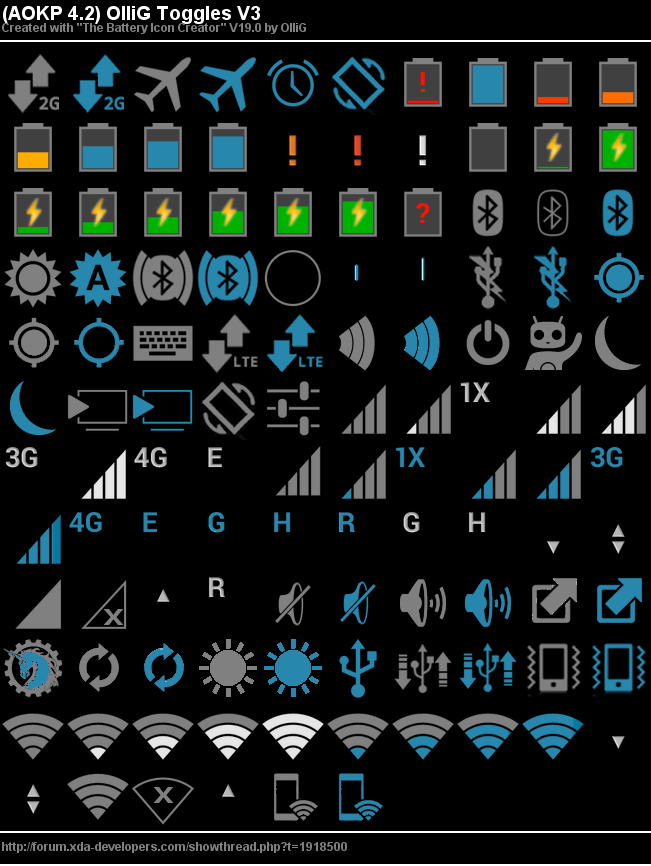 (AOKP 4.2) OlliG Toggles V3
Created with "The Battery Icon Creator" V19.0 by OlliG
2G 2G ! !
! ! !
?
A
LTE LTE
1X
3G 4G E 1X 3G
4G E G H R G H
X R
X
http://forum.xda-developers.com/showthread.php?t=1918500